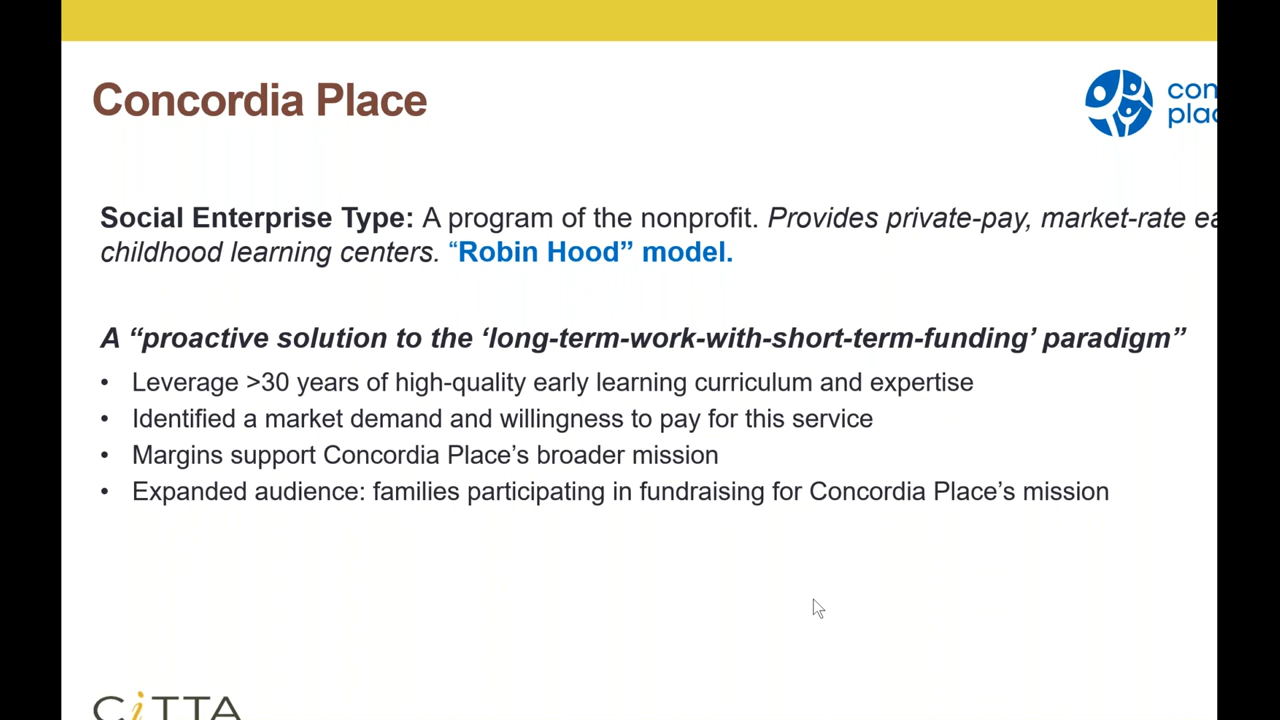 Concordia Place
Social Enterprise Type: A program of the nonprofit. Provides private-pay, market-rate
childhood learning centers. “Robin Hood” model.
A “proactive solution to the ‘long-term-work-with-short-term-funding’ paradigm”
• Leverage >30 years of high-quality early learning curriculum and expertise
• Identified a market demand and willingness to pay for this service
• Margins support Concordia Place’s broader mission
• Expanded audience: families participating in fundraising for Concordia Place’s mission
CiTTA